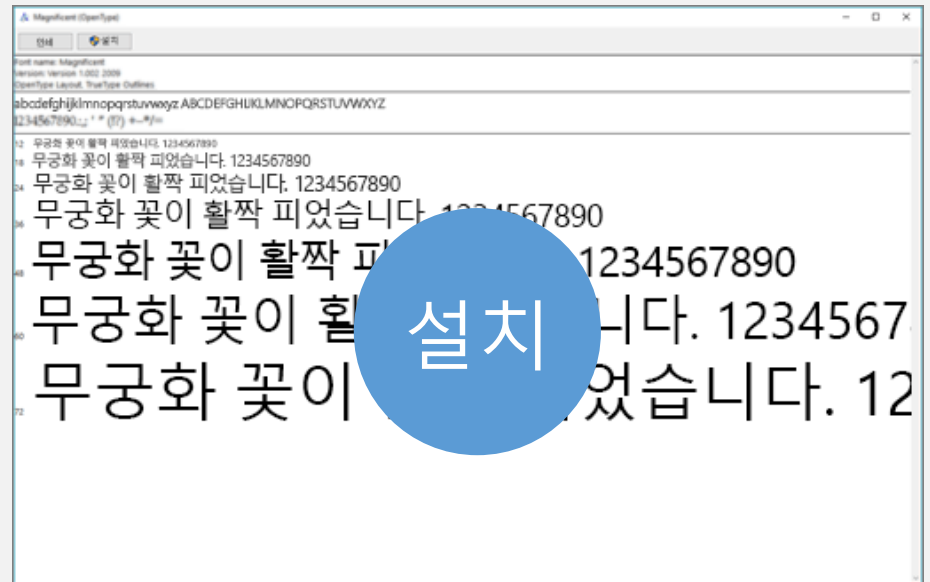 Magnificent (OpenType)
인쇄 설치
Font name: Magnificent
Version: Version 1.002 2009
OpenType Layout, TrueType Outlines
abcdefghijklmnopqrstuvwxyz ABCDEFGHIJKLMNOPQRSTUVWXYZ
1234567890.:,; ' " (!?) +-*/=
12 무궁화 꽃이 활짝 피었습니다. 1234567890
18 무궁화 꽃이 활짝 피었습니다. 1234567890
24 무궁화 꽃이 활짝 피었습니다. 1234567890
36 무궁화 꽃이 활짝 피었습니다. 1234567890
48 무궁화 꽃이 활짝 피 1234567890
60 무궁화 꽃이 니다. 1234567
설치
72 무궁화 꽃이 었습니다. 12